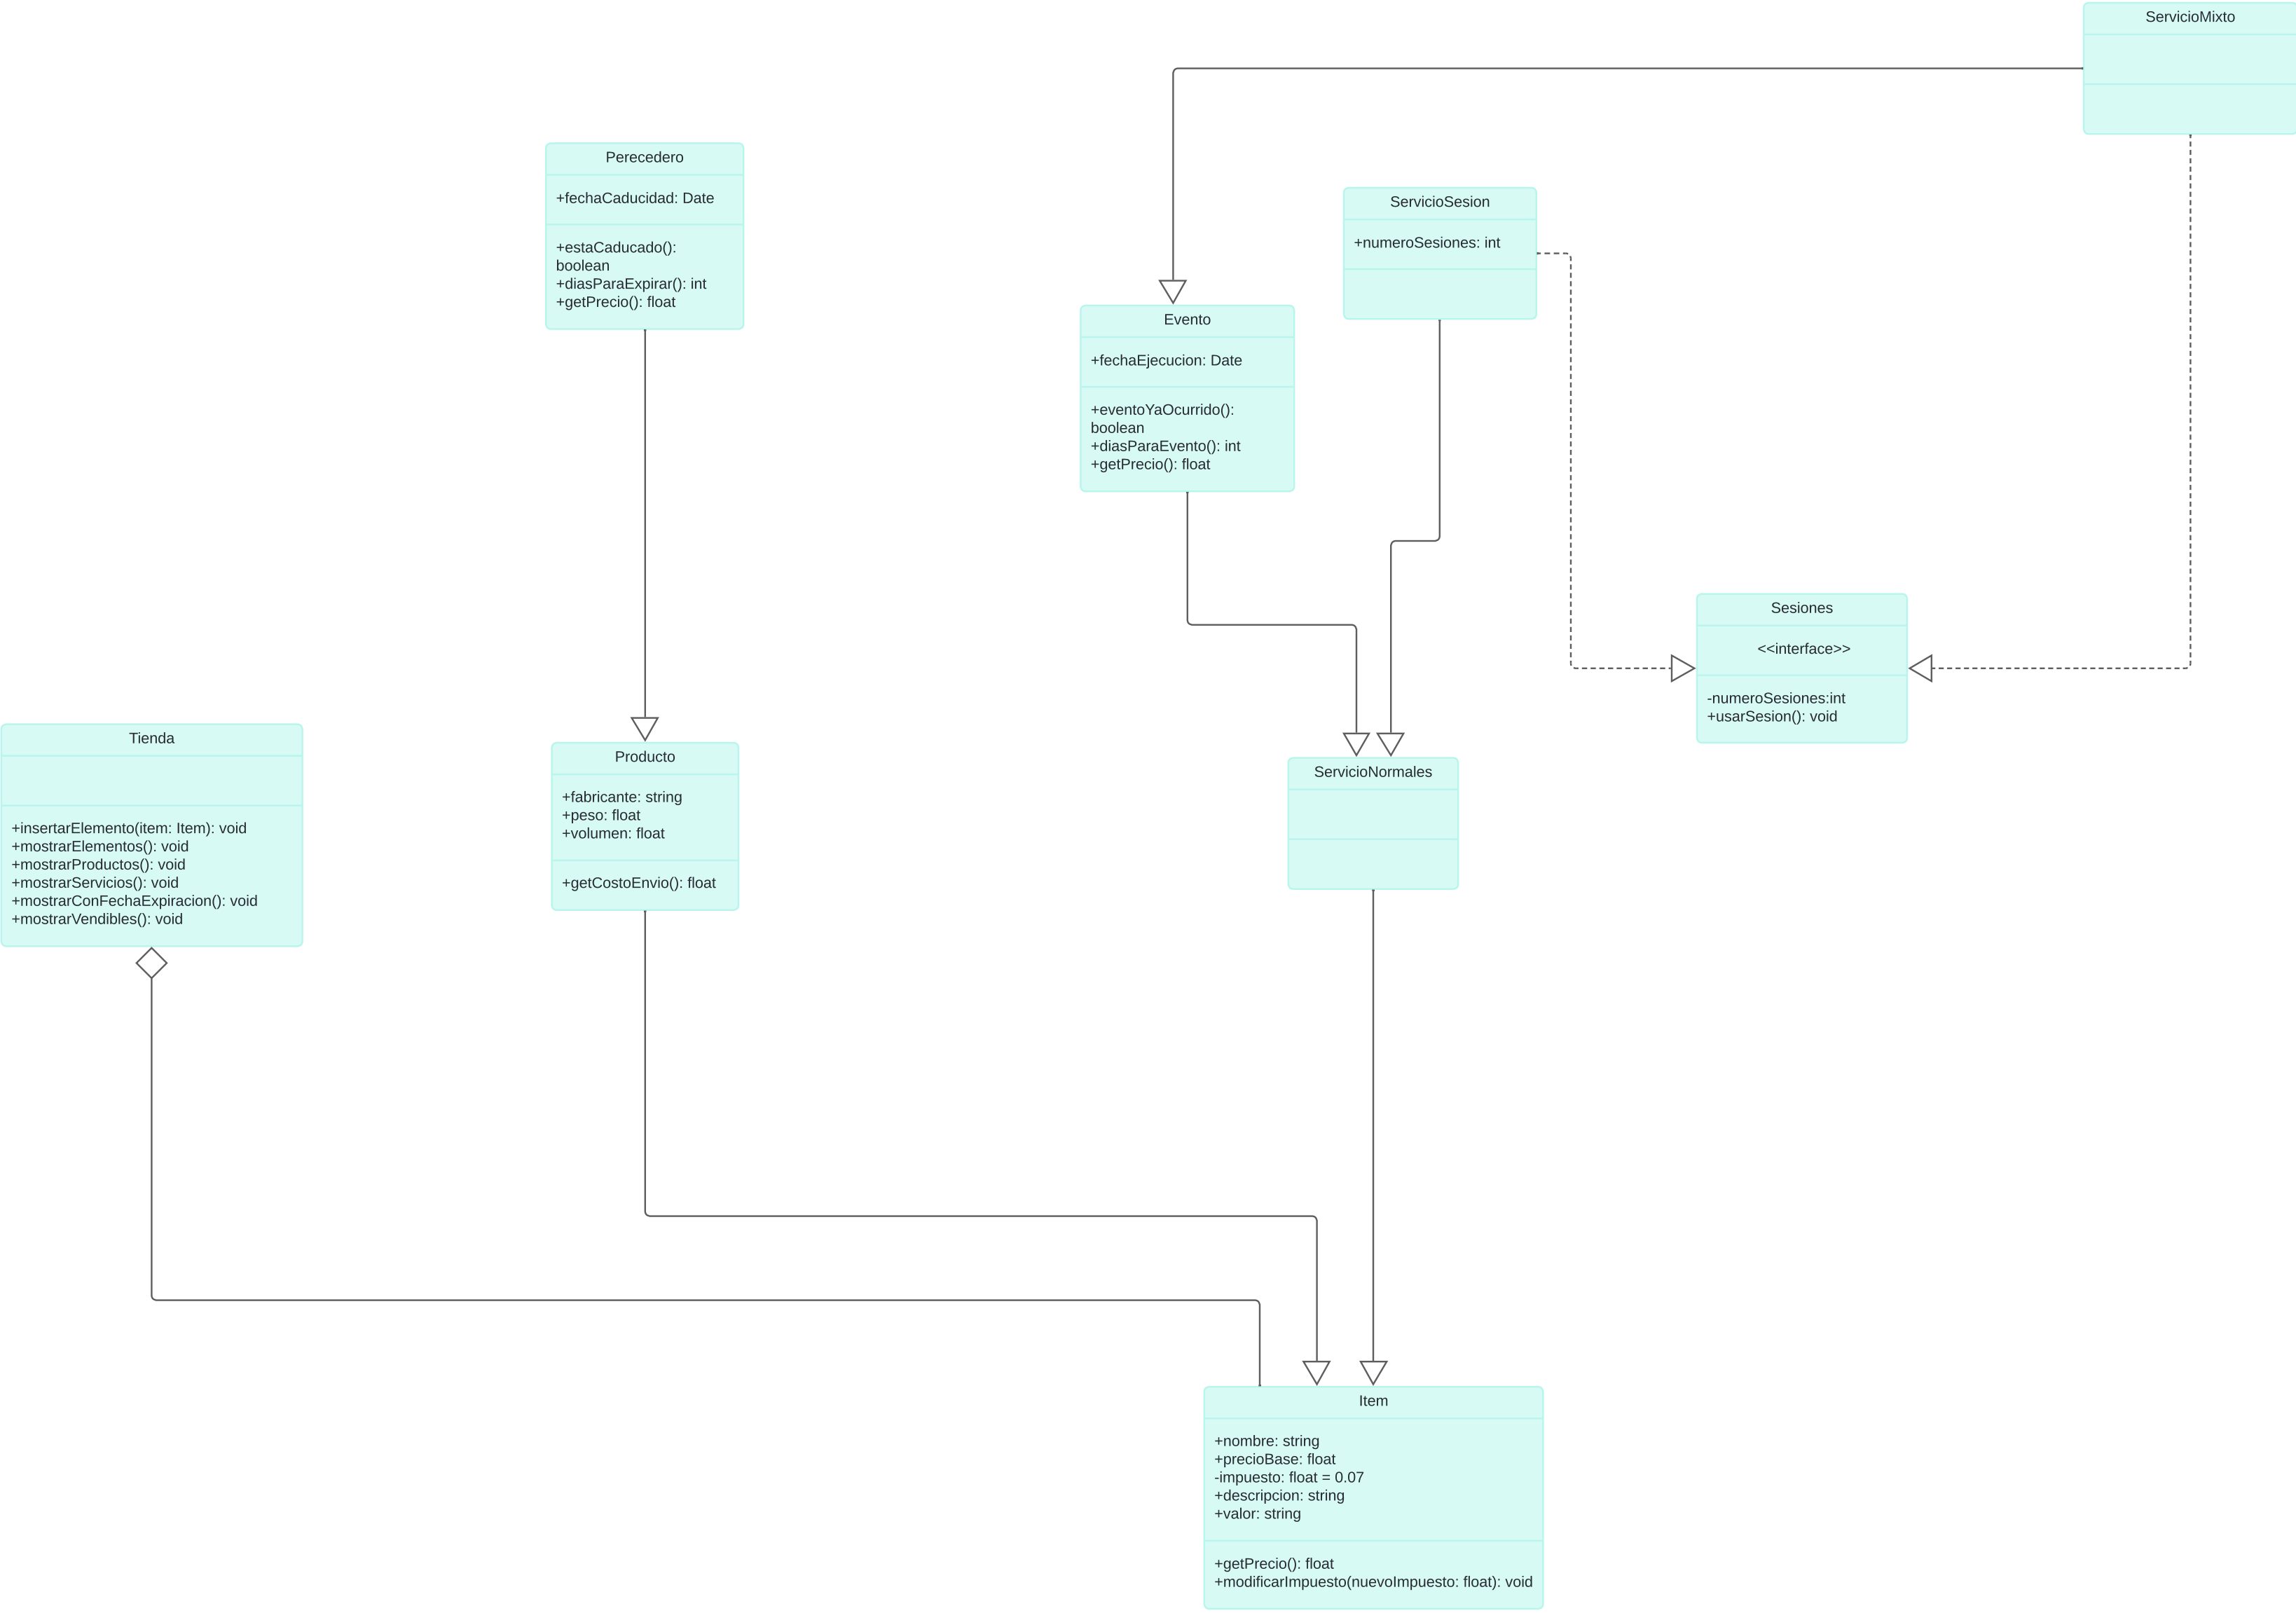 ServicioMixto
Perecedero
+fechaCaducidad: Date
+estaCaducado():
boolean
+diasParaExpirar(): int
+getPrecio(): float
ServicioSesion
+numeroSesiones: int
Evento
+fechaEjecucion: Date
+eventoYaOcurrido():
boolean
+diasParaEvento(): int
+getPrecio(): float
Sesiones
<<interface>>
-numeroSesiones:int
+usarSesion(): void
Tienda
+insertarElemento(item: Item): void
+mostrarElementos(): void
+mostrarProductos(): void
+mostrarServicios(): void
+mostrarConFechaExpiracion(): void
+mostrarVendibles(): void
Producto
+fabricante: string
+peso: float
+volumen: float
+getCostoEnvio(): float
ServicioNormales
Item
+nombre: string
+precioBase: float
-impuesto: float = 0.07
+descripcion: string
+valor: string
+getPrecio(): float
+modificarImpuesto(nuevoImpuesto: float): void